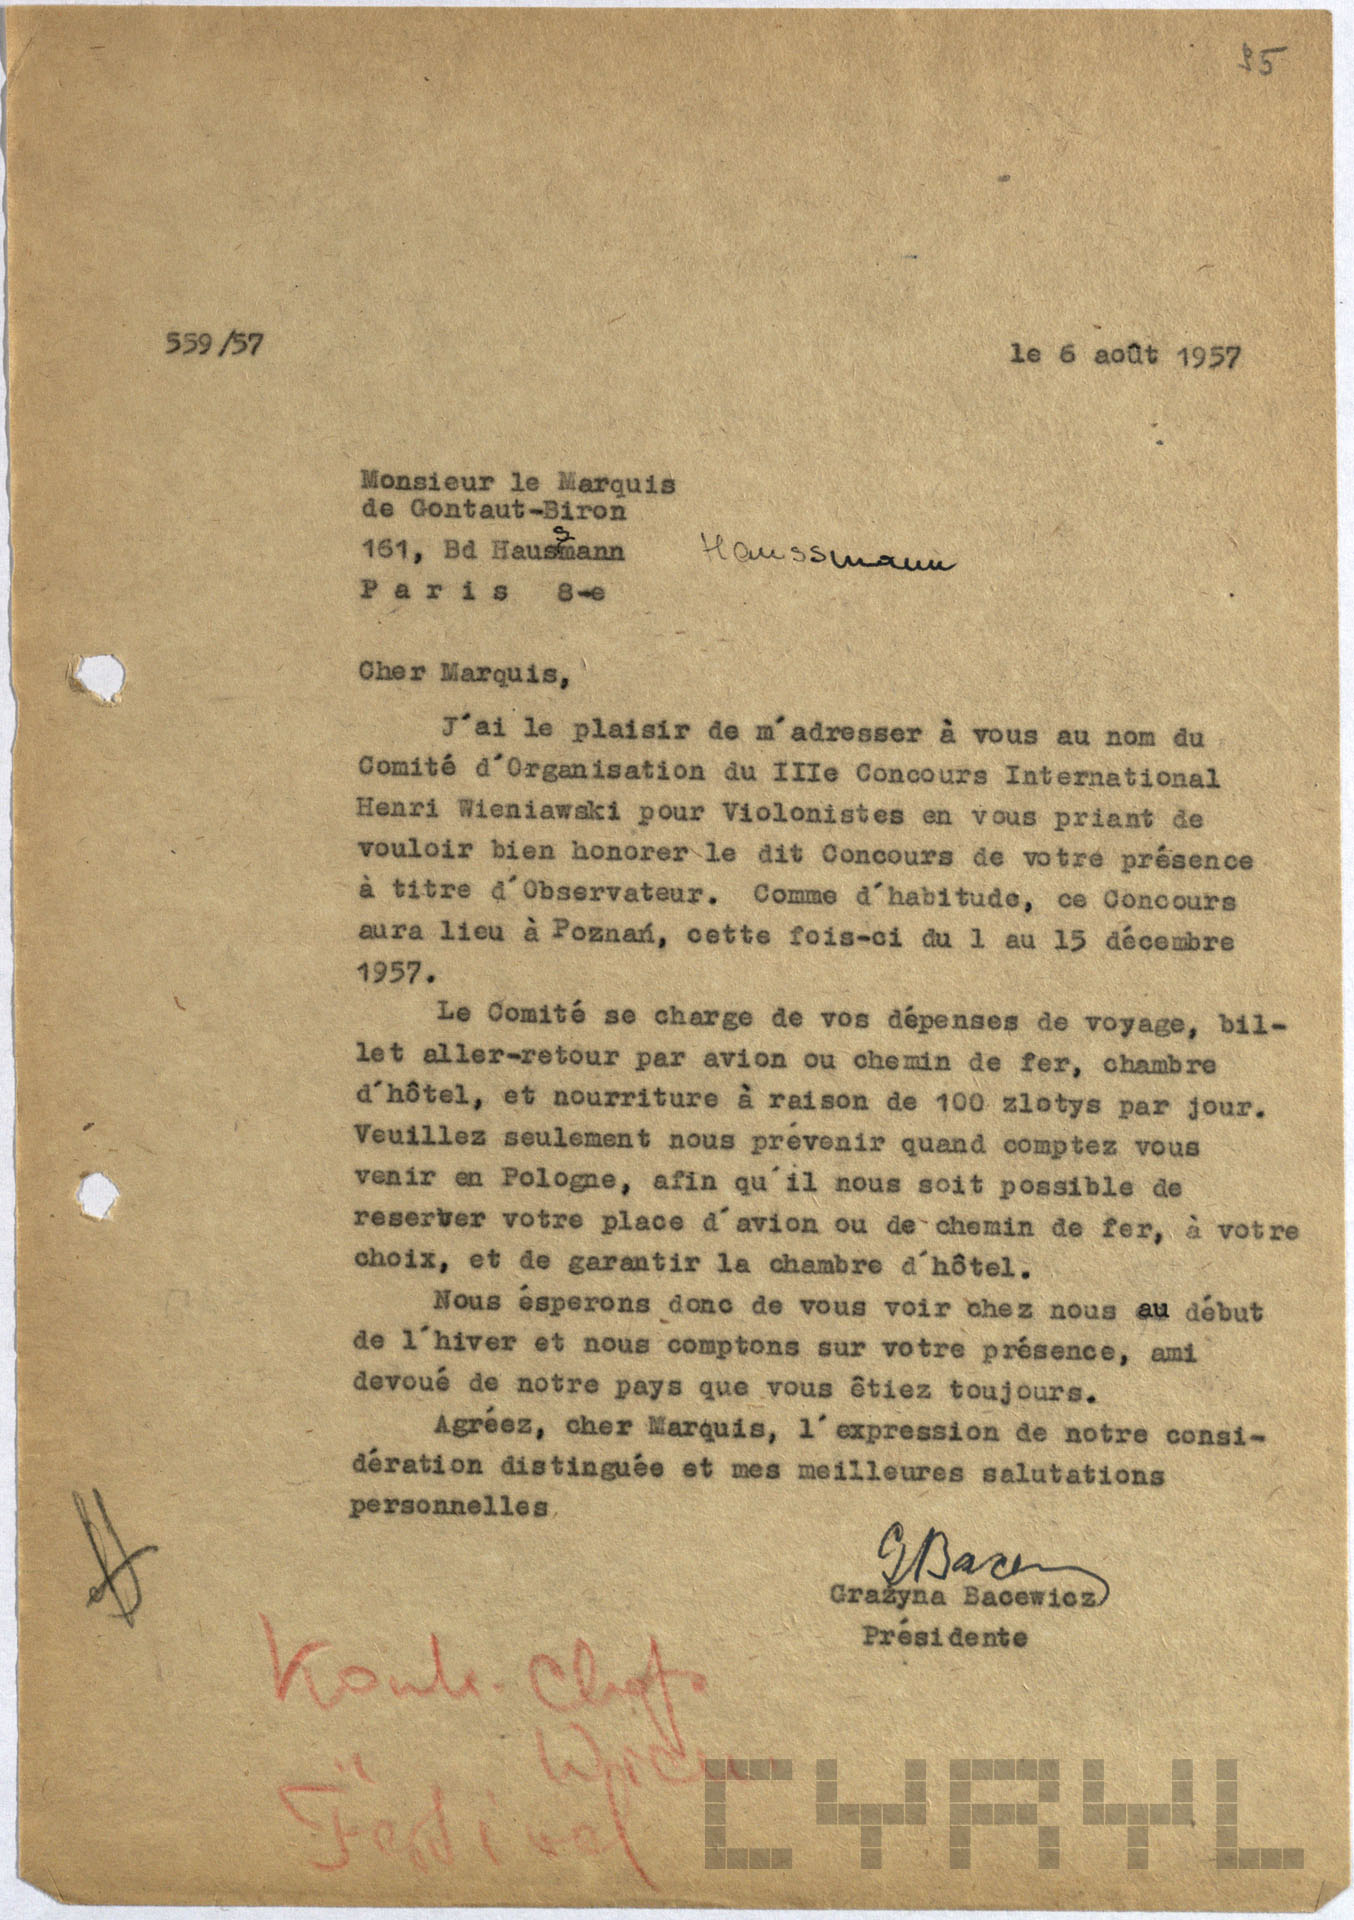 85
559/57
le 6 août 1957
Monsieur le Marquis
de Gontaut-Biron
161, Bd Haussmann Haussmann
P a r i s 8-e
Cher Marquis,
J´ai le plaisir de m´adresser à vous au nom du
Comité d´Organisation du IIIe Concours International
Henri Wieniawski pour Violonistes en vous priant de
vouloir bien honorer le dit Concours de votre présence
à titre d´Observateur. Comme d´habitude, ce Concours
aura lieu à Poznań, cette fois-ci du 1 au 15 décembre
1957.
Le Comité se charge de vos dépenses de voyage, bil-
let aller-retour par avion ou chemin de fer, chambre
d´hôtel, et nourriture à raison de 100 zlotys par jour.
Veuillez seulement nous prévenir quand comptez vous
venir en Pologne, afin qu´il nous soit possible de
reserver votre place d´avion ou de chemin de fer, à votre
choix, et de garantir la chambre d´hôtel.
Nous ésperons donc de vous voir chez nous au début
de l´hiver et nous comptons sur votre présence, ami
devoué de notre pays que vous êtiez toujours.
Agréez, cher Marquis, l´expression de notre consi-
dération distinguée et mes meilleures salutations
personnelles
GBacew
Grażyna Bacewicz
Présidente
Festival
CYRYL